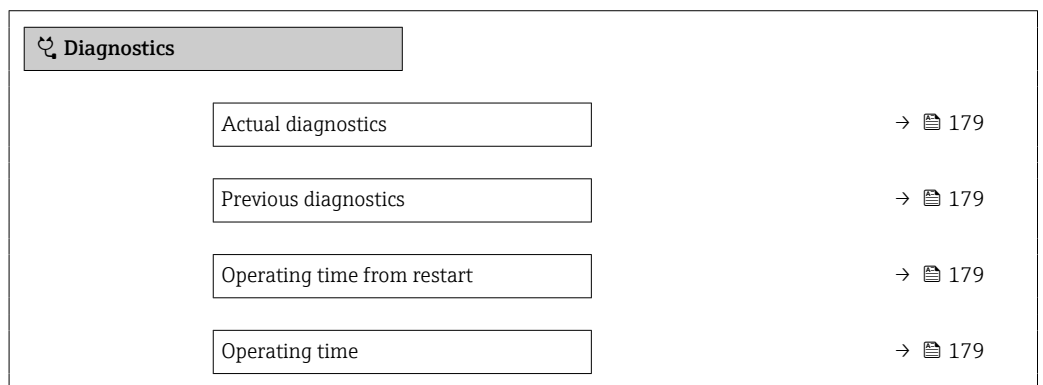 Diagnostics
Actual diagnostics → 179
Previous diagnostics → 179
Operating time from restart → 179
Operating time → 179